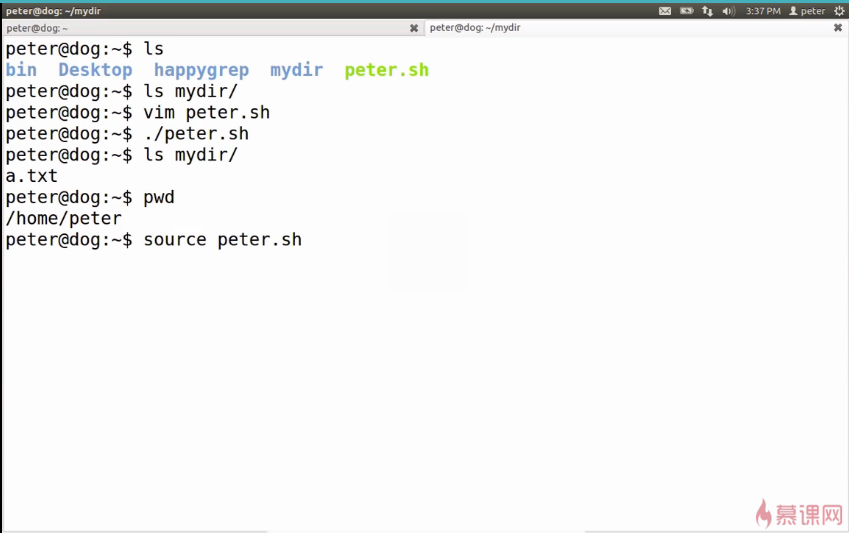 peter@dog: ~/mydir
3:37 PM peter
peter@dog: ~
peter@dog: ~/mydir
peter@dog:~$ ls
bin Desktop happygrep mydir peter.sh
peter@dog:~$ ls mydir/
peter@dog:~$ vim peter.sh
peter@dog:~$ ./peter.sh
peter@dog:~$ ls mydir/
a.txt
peter@dog:~$ pwd
/home/peter
peter@dog:~$ source peter.sh
慕课网